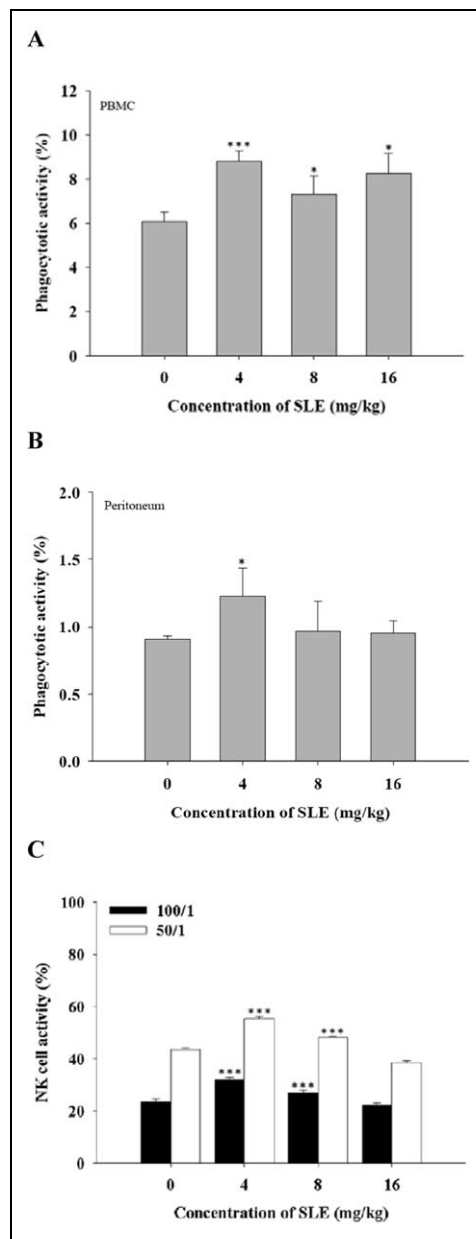 A
PBMC
Phagocytotic activity (%)
12
10
8
6
4
2
0
***
*
*
0 4 8 16
Concentration of SLE (mg/kg)
B
Peritoneum
Phagocytotic activity (%)
2.0
1.5
1.0
0.5
0.0
*
0 4 8 16
Concentration of SLE (mg/kg)
C
100/1
50/1
NK cell activity (%)
100
80
60
40
20
0
*** ***
*** ***
0 4 8 16
Concentration of SLE (mg/kg)